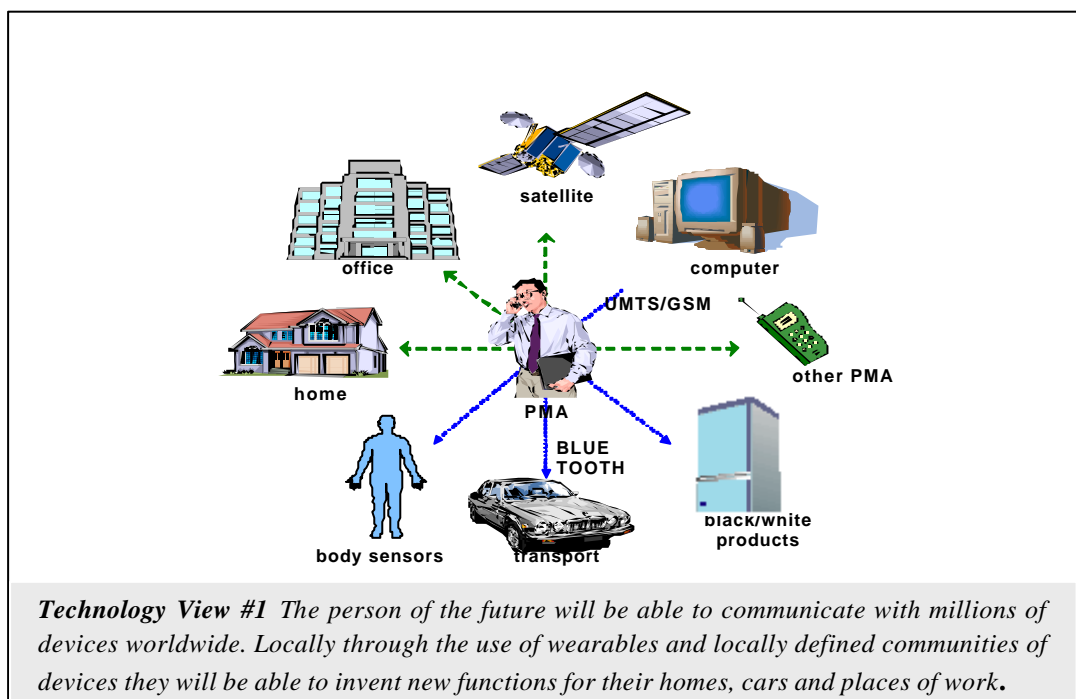 satellite
office
computer
UMTS/GSM
home
other PMA
PMA
BLUE
TOOTH
body sensors
transport
black/white
products
Technology View #1 The person of the future will be able to communicate with millions of
devices worldwide. Locally through the use of wearables and locally defined communities of
devices they will be able to invent new functions for their homes, cars and places of work.